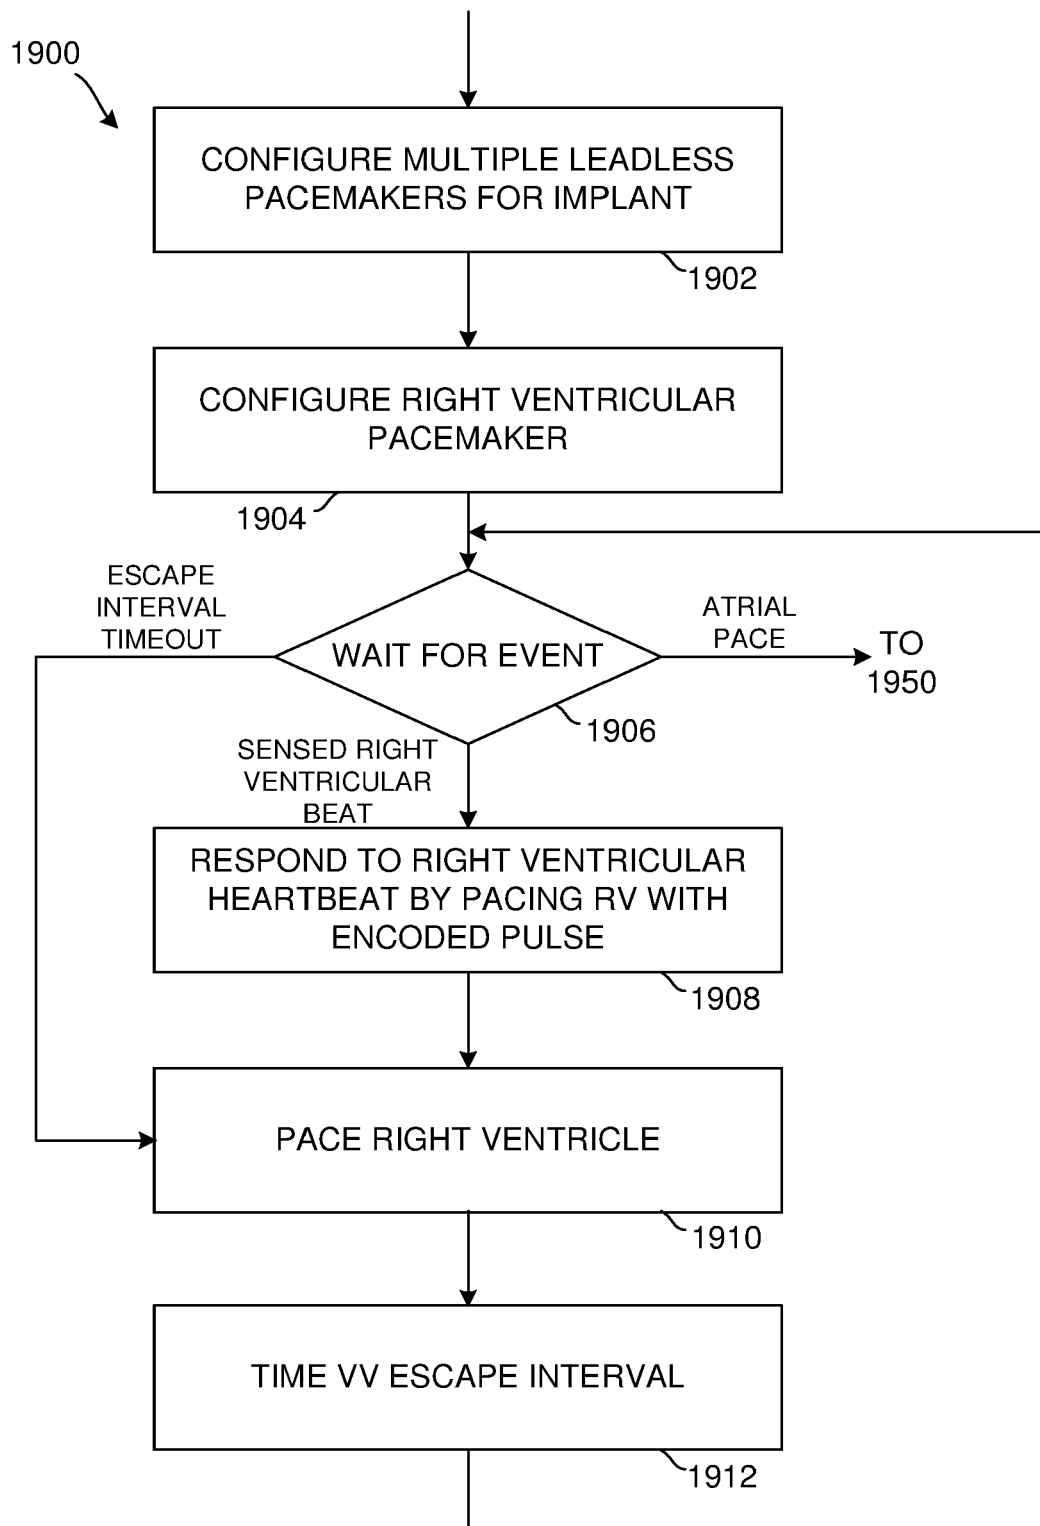 1900
CONFIGURE MULTIPLE LEADLESS
PACEMAKERS FOR IMPLANT
1902
CONFIGURE RIGHT VENTRICULAR
PACEMAKER
1904
ESCAPE
INTERVAL
TIMEOUT
WAIT FOR EVENT
ATRIAL
PACE
TO
1950
1906
SENSED RIGHT
VENTRICULAR
BEAT
RESPOND TO RIGHT VENTRICULAR
HEARTBEAT BY PACING RV WITH
ENCODED PULSE
1908
PACE RIGHT VENTRICLE
1910
TIME VV ESCAPE INTERVAL
1912